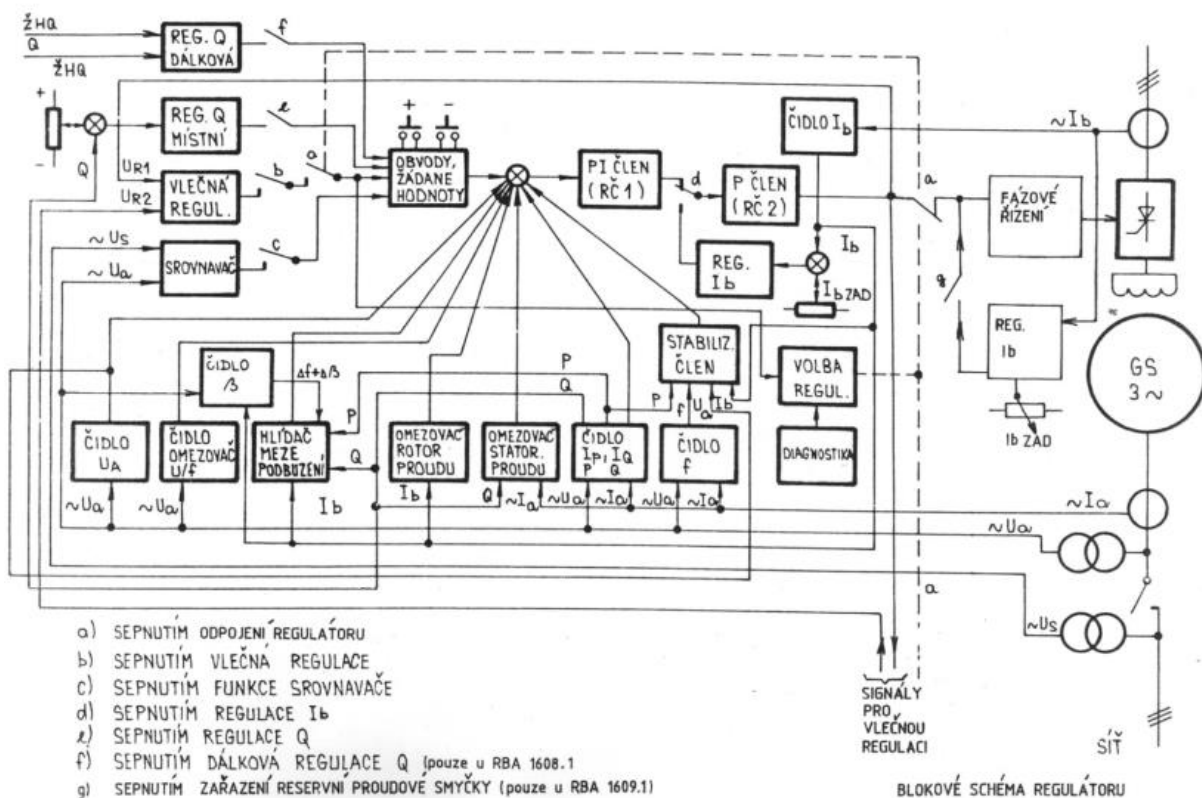 ŽHQ
Q
ŽHQ
REG. Q
DÁLKOVÁ
f
+
-
REG. Q
MÍSTNÍ
e
Q
UR1
UR2
VLEČNÁ
REGUL.
b
a
~Us
~Ua
SROVNAVAČ
c
+ -
OBVODY,
ŽÁDANE
HODNOTY
PI ČLEN
(RČ1)
d
P ČLEN
(RČ2)
ČIDLO Ib
Ib
REG.
Ib
Ib ZAD
a
g
FÁZOVÉ
ŘÍZENÍ
~Ib
REG.
Ib
Ib ZAD
GS
3~
ČIDLO
β
Δf+Δβ
P
Q
P
Q
STABILIZ.
ČLEN
P
f
Ua
Ib
VOLBA
REGUL.
DIAGNOSTIKA
ČIDLO
UA
ČIDLO
OMEZOVAČ
U/f
HLÍDAČ
MEZE
PODBUZENÍ
OMEZOVAČ
ROTOR
PROUDU
OMEZOVAČ
STATOR.
PROUDU
ČIDLO
IP, IQ
P Q
ČIDLO
f
~Ua
~Ua
Ib
Ib
Q
~Ia
~Ua
~Ia
~Ua
~Ia
~Ia
~Ua
~Us
a
a) SEPNUTÍM ODPOJENÍ REGULÁTORU
b) SEPNUTÍM VLEČNÁ REGULACE
c) SEPNUTÍM FUNKCE SROVNAVAČE
d) SEPNUTÍM REGULACE Ib
e) SEPNUTÍM REGULACE Q
f) SEPNUTÍM DÁLKOVÁ REGULACE Q (pouze u RBA 1608.1
g) SEPNUTÍM ZAŘAZENÍ RESERVNÍ PROUDOVÉ SMYČKY (pouze u RBA 1609.1)
SIGNÁLY
PRO
VLEČNOU
REGULACI
SÍŤ
BLOKOVÉ SCHÉMA REGULÁTORU